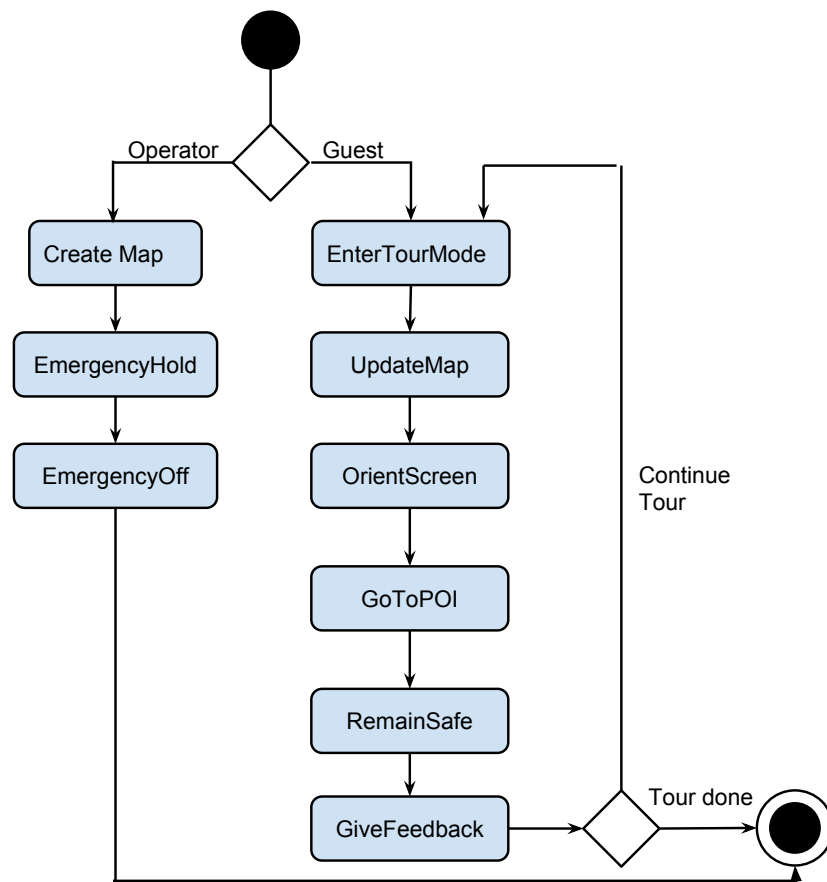 Operator
Guest
Create Map
EnterTourMode
EmergencyHold
UpdateMap
EmergencyOff
OrientScreen
Continue
Tour
GoToPOI
RemainSafe
Tour done
GiveFeedback